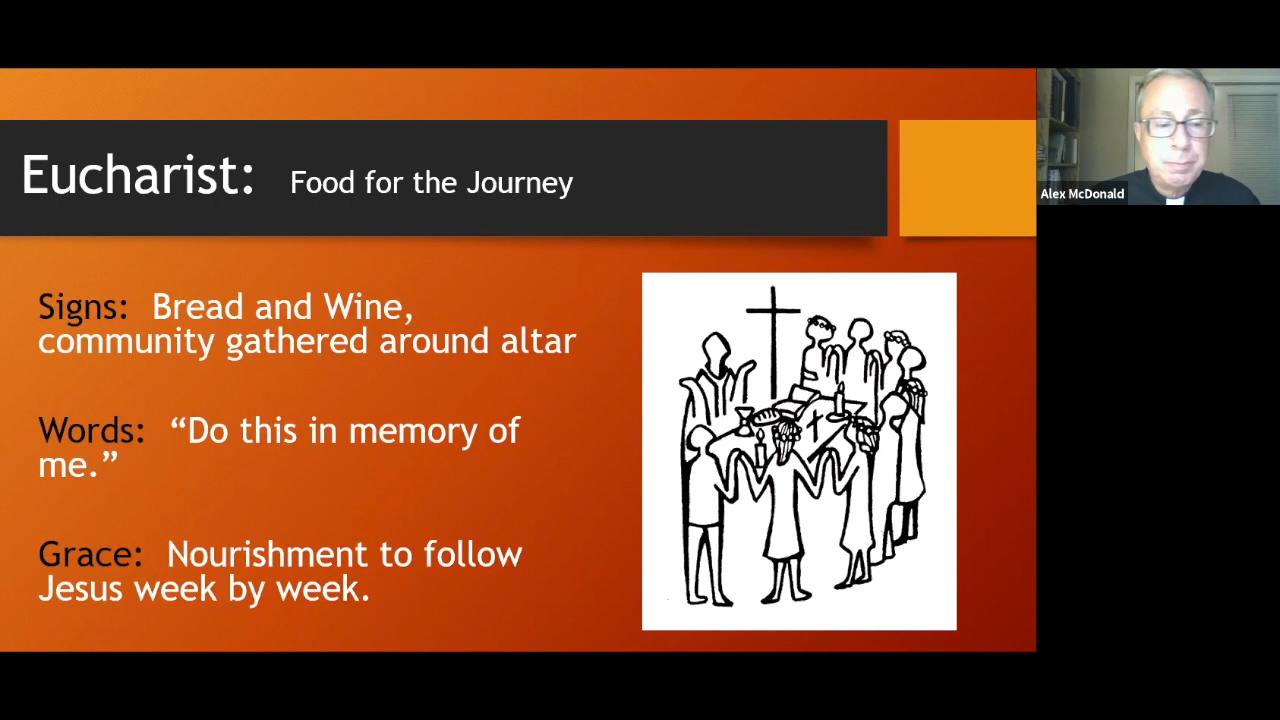 Eucharist: Food for the Journey
Alex McDonald
Signs: Bread and Wine,
community gathered around altar
Words: “Do this in memory of
me.”
Grace: Nourishment to follow
Jesus week by week.